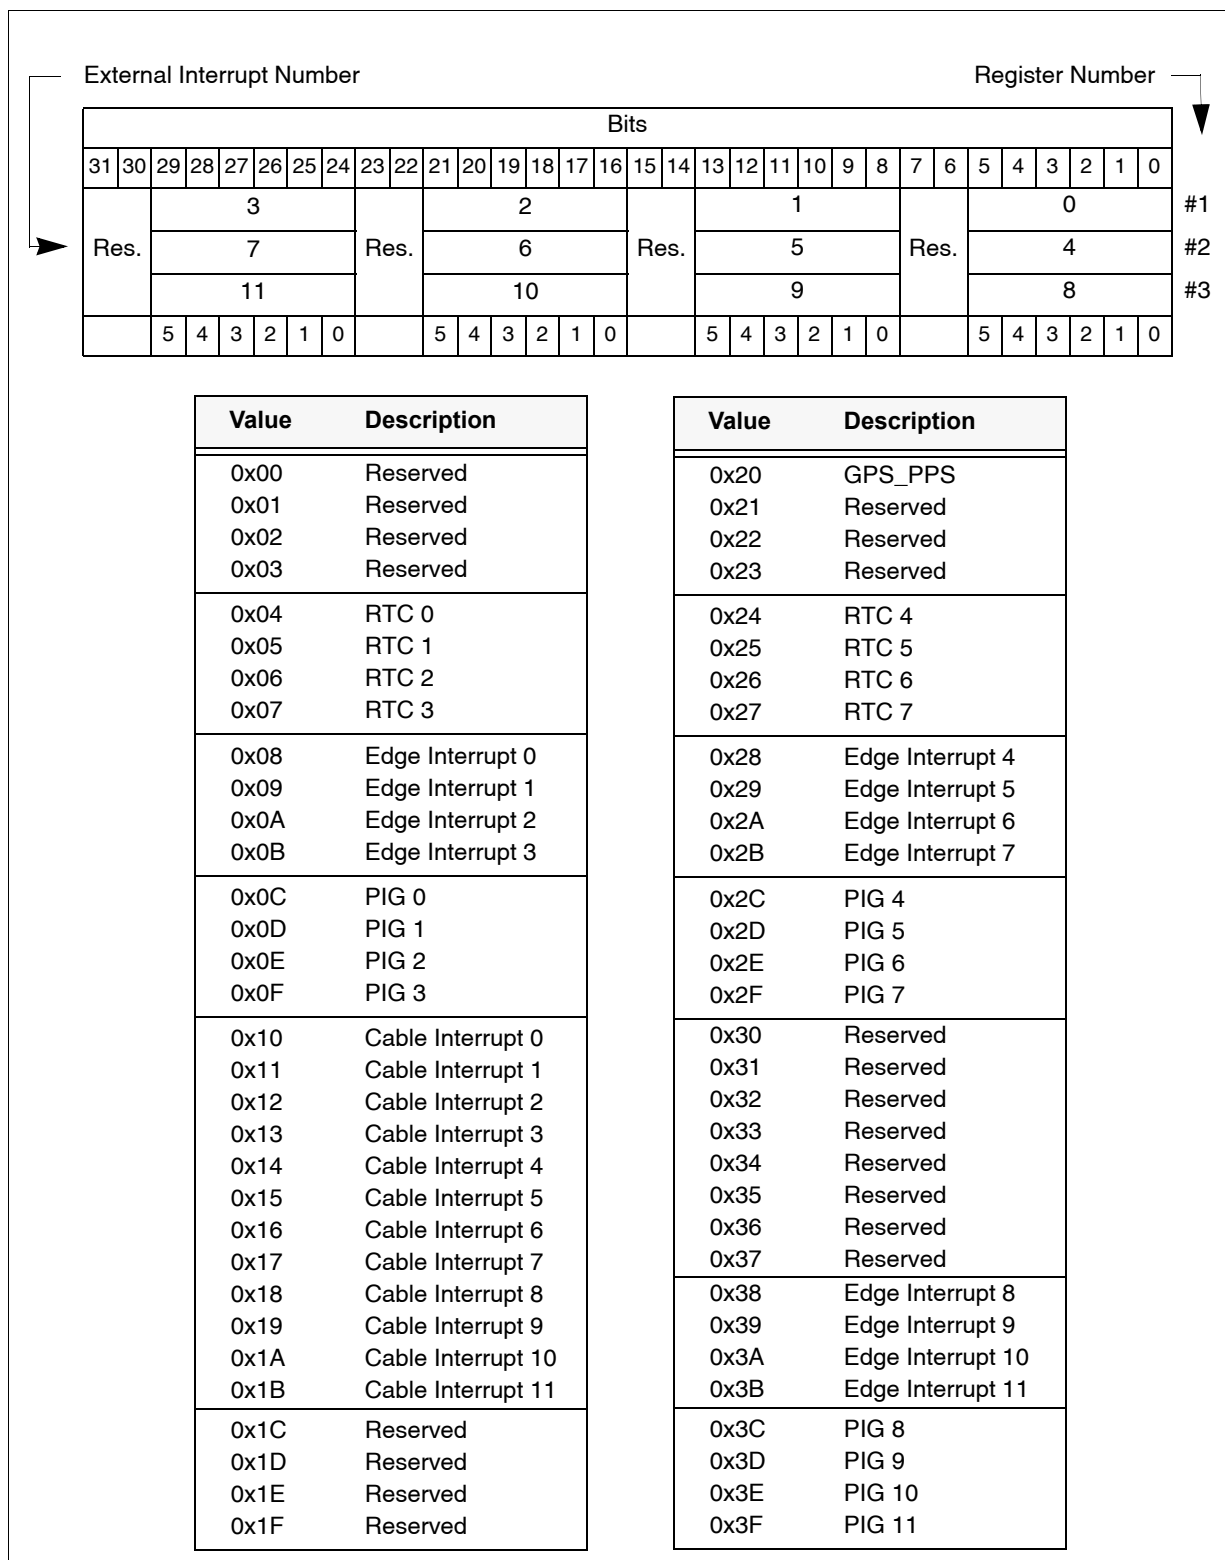 External Interrupt Number Register Number
Bits
31 30 29 28 27 26 25 24 23 22 21 20 19 18 17 16 15 14 13 12 11 10 9 8 7 6 5 4 3 2 1 0
3 2 1 0 #1
Res. 7 Res. 6 Res. 5 Res. 4 #2
11 10 9 8 #3
5 4 3 2 1 0 5 4 3 2 1 0 5 4 3 2 1 0 5 4 3 2 1 0
Value Description
0x00 Reserved
0x01 Reserved
0x02 Reserved
0x03 Reserved
0x04 RTC 0
0x05 RTC 1
0x06 RTC 2
0x07 RTC 3
0x08 Edge Interrupt 0
0x09 Edge Interrupt 1
0x0A Edge Interrupt 2
0x0B Edge Interrupt 3
0x0C PIG 0
0x0D PIG 1
0x0E PIG 2
0x0F PIG 3
0x10 Cable Interrupt 0
0x11 Cable Interrupt 1
0x12 Cable Interrupt 2
0x13 Cable Interrupt 3
0x14 Cable Interrupt 4
0x15 Cable Interrupt 5
0x16 Cable Interrupt 6
0x17 Cable Interrupt 7
0x18 Cable Interrupt 8
0x19 Cable Interrupt 9
0x1A Cable Interrupt 10
0x1B Cable Interrupt 11
0x1C Reserved
0x1D Reserved
0x1E Reserved
0x1F Reserved
Value Description
0x20 GPS_PPS
0x21 Reserved
0x22 Reserved
0x23 Reserved
0x24 RTC 4
0x25 RTC 5
0x26 RTC 6
0x27 RTC 7
0x28 Edge Interrupt 4
0x29 Edge Interrupt 5
0x2A Edge Interrupt 6
0x2B Edge Interrupt 7
0x2C PIG 4
0x2D PIG 5
0x2E PIG 6
0x2F PIG 7
0x30 Reserved
0x31 Reserved
0x32 Reserved
0x33 Reserved
0x34 Reserved
0x35 Reserved
0x36 Reserved
0x37 Reserved
0x38 Edge Interrupt 8
0x39 Edge Interrupt 9
0x3A Edge Interrupt 10
0x3B Edge Interrupt 11
0x3C PIG 8
0x3D PIG 9
0x3E PIG 10
0x3F PIG 11